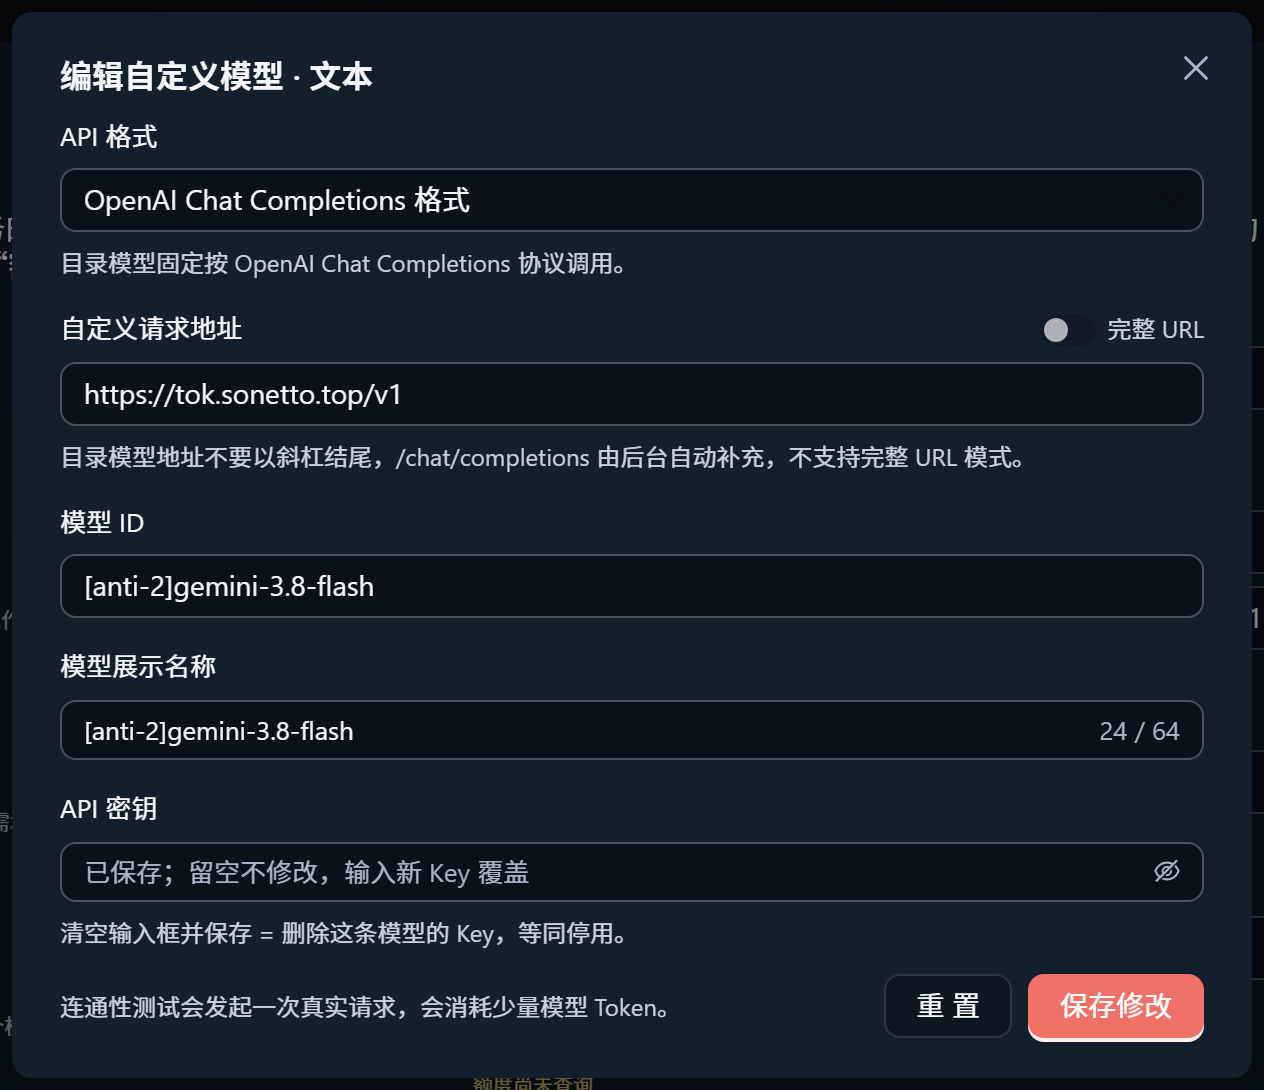 编辑自定义模型 · 文本
API 格式
OpenAI Chat Completions 格式
目录模型固定按 OpenAI Chat Completions 协议调用。
自定义请求地址
完整 URL
https://tok.sonetto.top/v1
目录模型地址不要以斜杠结尾，/chat/completions 由后台自动补充，不支持完整 URL 模式。
模型 ID
[anti-2]gemini-3.8-flash
模型展示名称
[anti-2]gemini-3.8-flash
24 / 64
API 密钥
已保存；留空不修改，输入新 Key 覆盖
清空输入框并保存 = 删除这条模型的 Key，等同停用。
连通性测试会发起一次真实请求，会消耗少量模型 Token。
重 置
保存修改
额度尚未查询